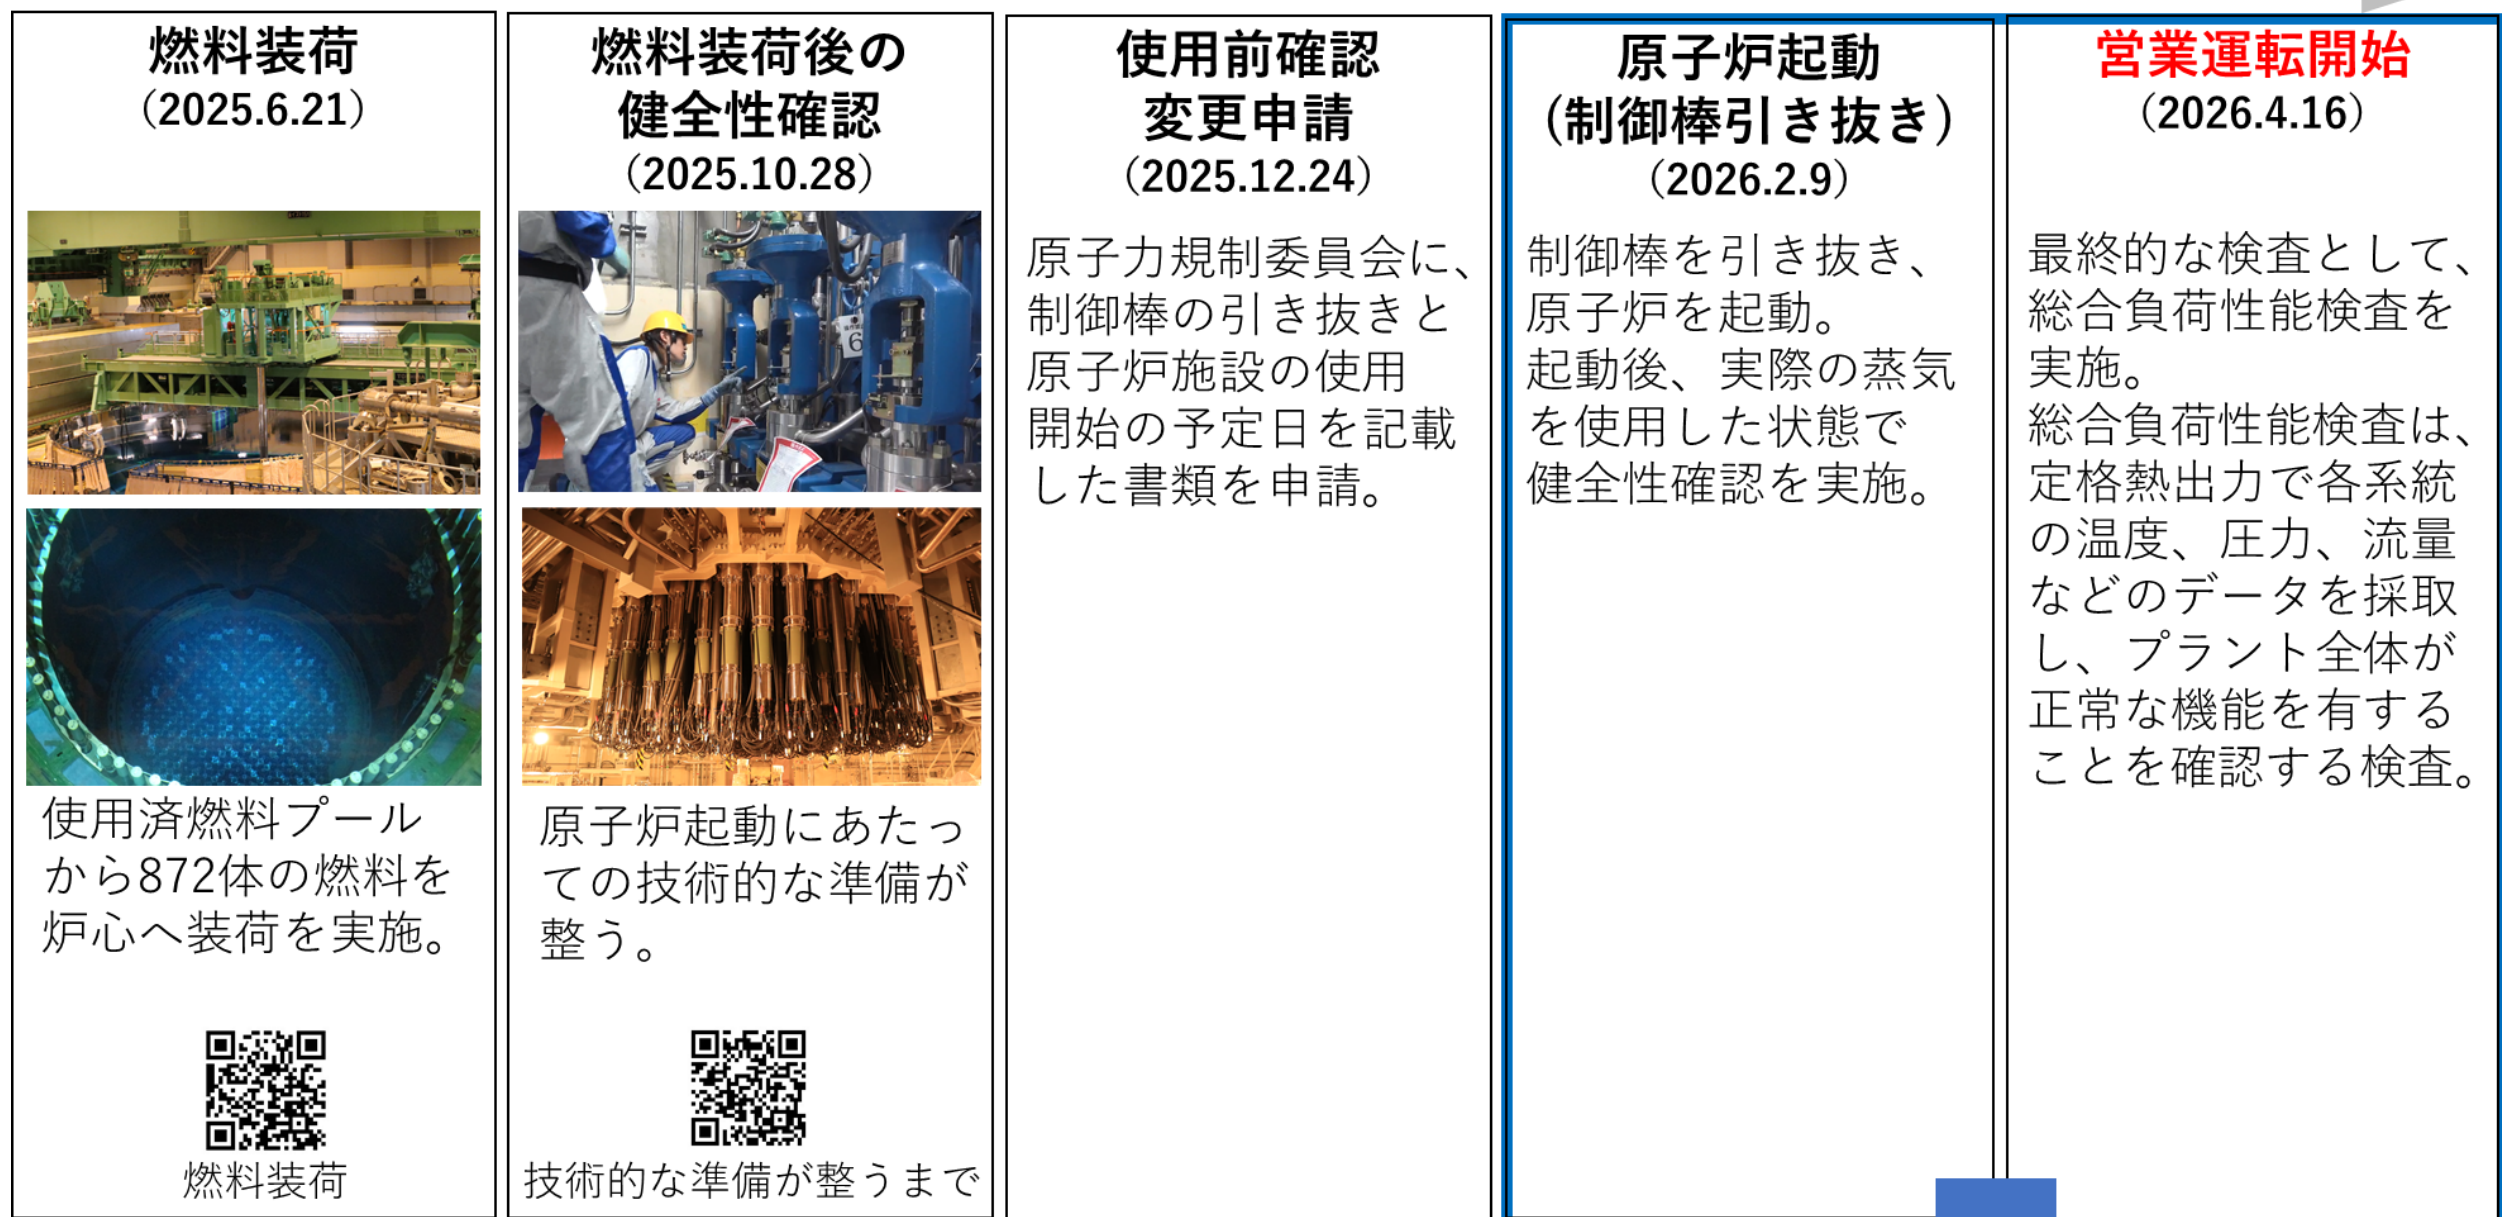 燃料装荷
（2025.6.21）
使用済燃料プール
から872体の燃料を
炉心へ装荷を実施。
燃料装荷
燃料装荷後の
健全性確認
（2025.10.28）
6
原子炉起動にあたっ
ての技術的な準備が
整う。
技術的な準備が整うまで
使用前確認
変更申請
（2025.12.24）
原子力規制委員会に、
制御棒の引き抜きと
原子炉施設の使用
開始の予定日を記載
した書類を申請。
原子炉起動
(制御棒引き抜き)
（2026.2.9）
制御棒を引き抜き、
原子炉を起動。
起動後、実際の蒸気
を使用した状態で
健全性確認を実施。
営業運転開始
（2026.4.16）
最終的な検査として、
総合負荷性能検査を
実施。
総合負荷性能検査は、
定格熱出力で各系統
の温度、圧力、流量
などのデータを採取
し、プラント全体が
正常な機能を有する
ことを確認する検査。